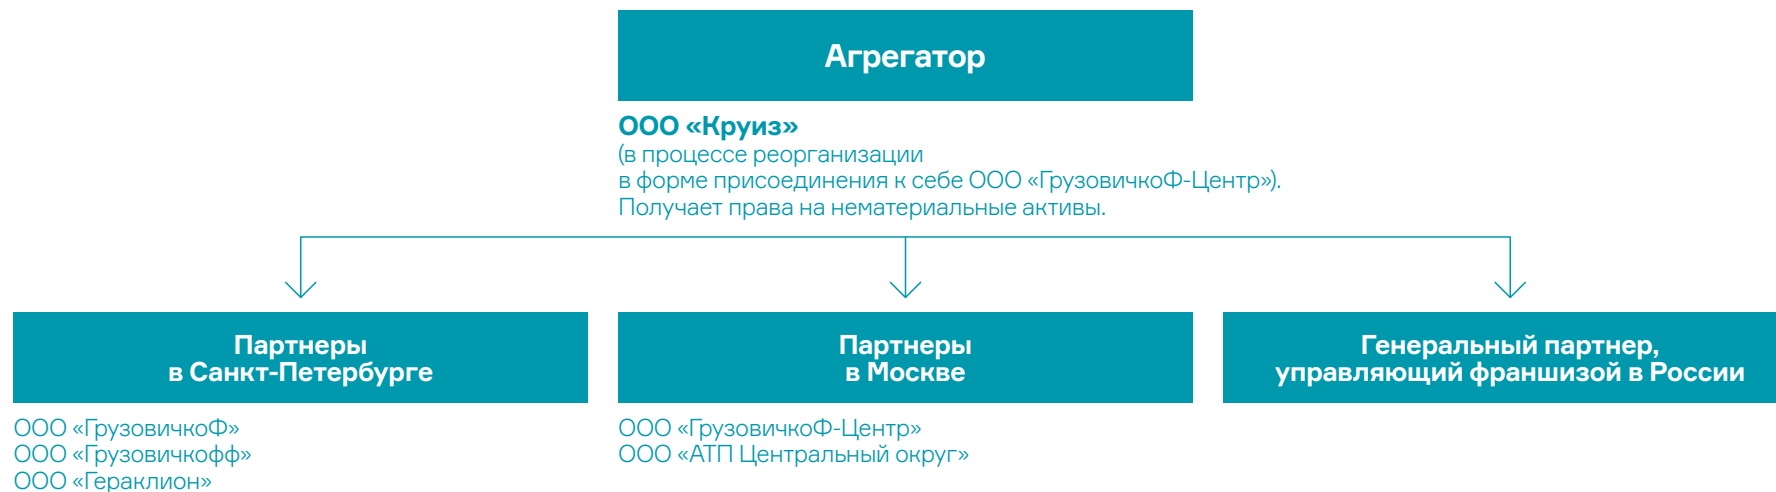 Агрегатор
ООО «Круиз»
(в процессе реорганизации
в форме присоединения к себе ООО «ГрузовичкоФ-Центр»).
Получает права на нематериальные активы.
Партнеры
в Санкт-Петербурге
ООО «ГрузовичкоФ»
ООО «Грузовичкофф»
ООО «Гераклион»
Партнеры
в Москве
ООО «ГрузовичкоФ-Центр»
ООО «АТП Центральный округ»
Генеральный партнер,
управляющий франшизой в России